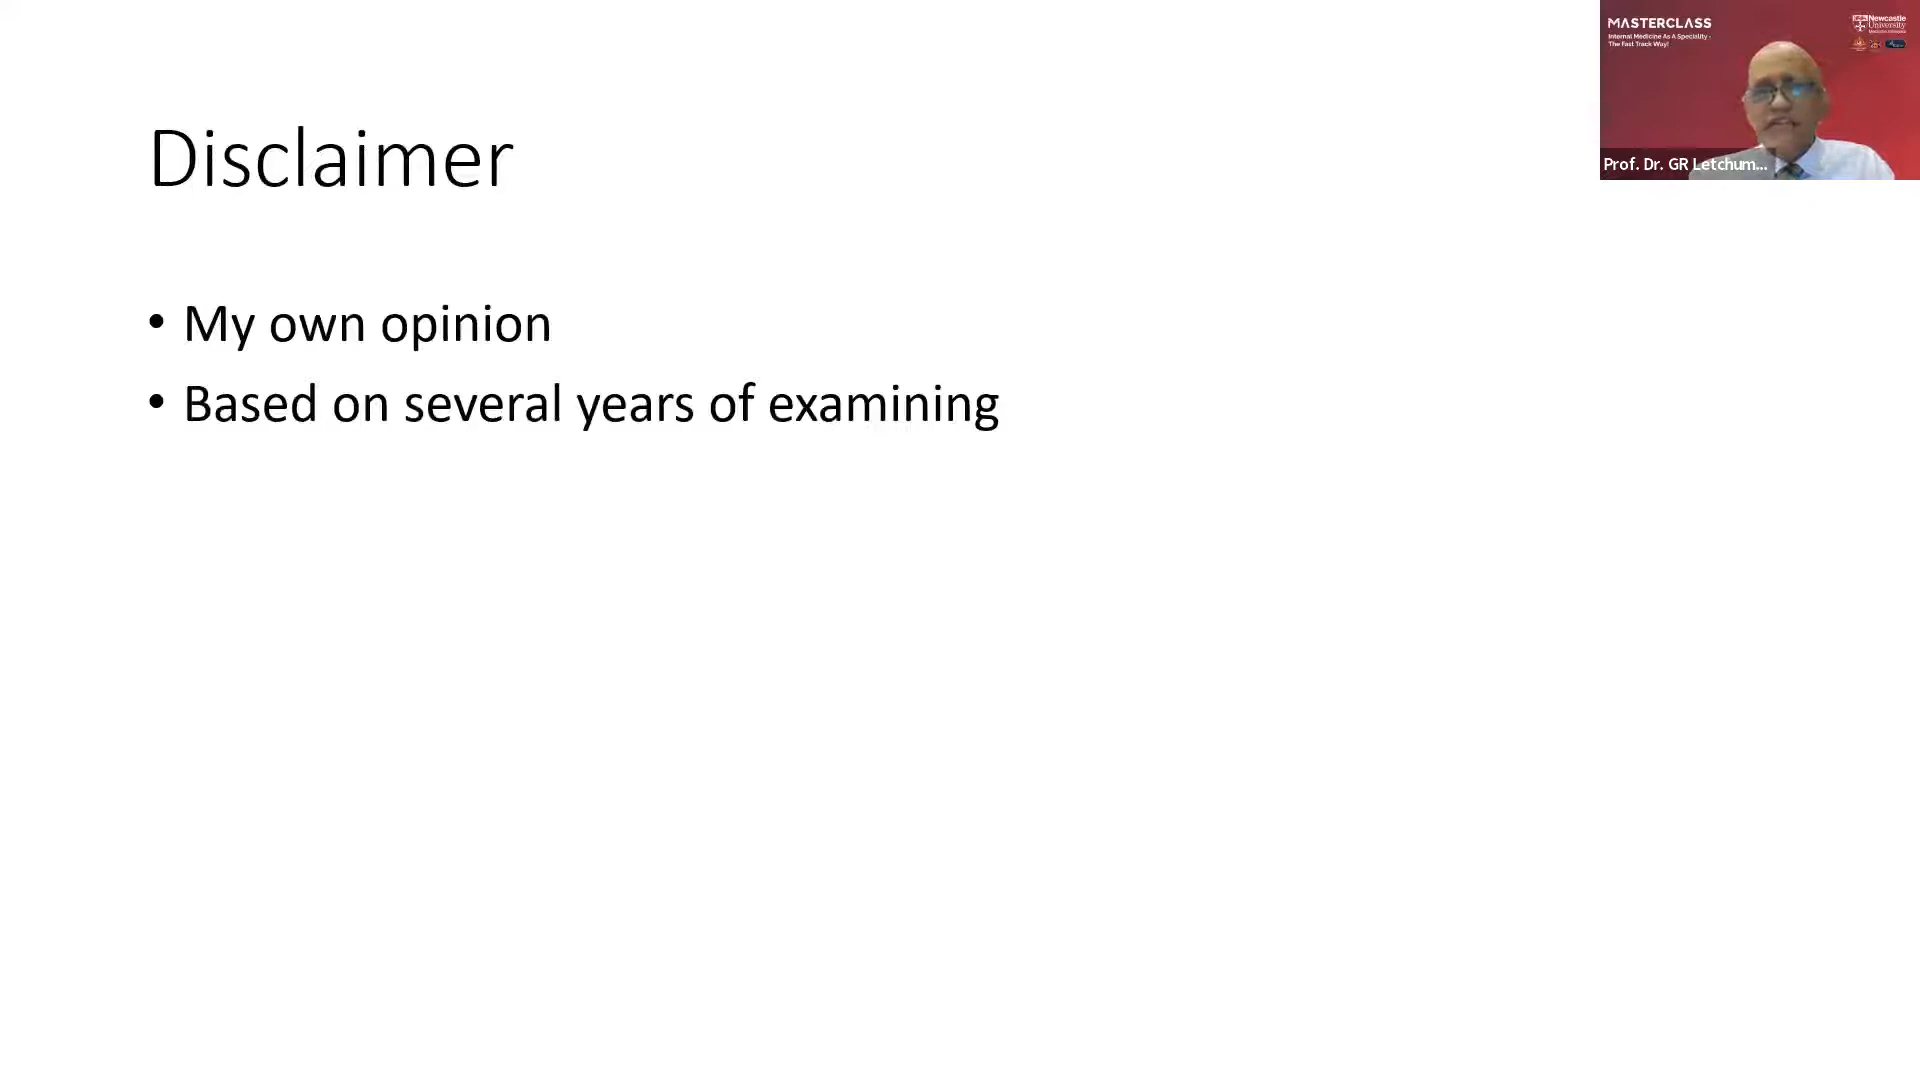 Disclaimer
• My own opinion
• Based on several years of examining
MASTERCLASS
Internal Medicine As A Speciality -
The Fast Track Way!
Newcastle
University
Prof. Dr. GR Letchum...